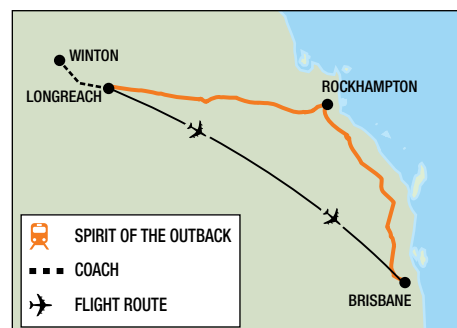 WINTON
LONGREACH
ROCKHAMPTON
SPIRIT OF THE OUTBACK
COACH
FLIGHT ROUTE
BRISBANE